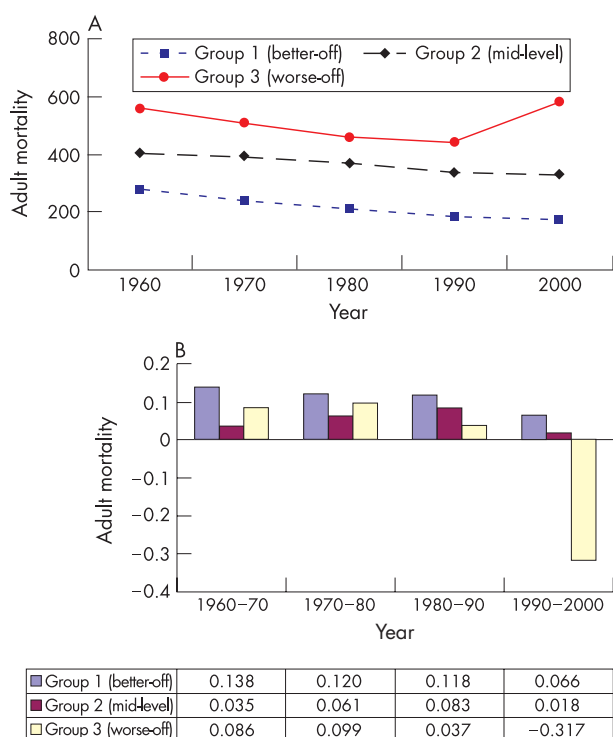 A
800
600
400
200
0
Adult mortality
Group 1 (better-off) Group 2 (mid-level)
Group 3 (worse-off)
1960 1970 1980 1990 2000
Year
B
0.2
0.1
0
−0.1
−0.2
−0.3
−0.4
Adult mortality
1960–70 1970–80 1980–90 1990–2000
Year
Group 1 (better-off) 0.138 0.120 0.118 0.066
Group 2 (mid-level) 0.035 0.061 0.083 0.018
Group 3 (worse-off) 0.086 0.099 0.037 −0.317